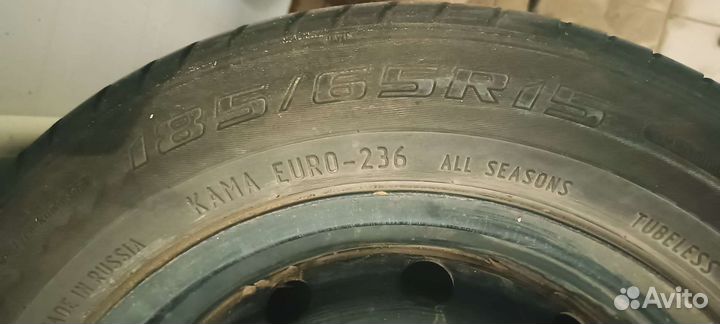 185/65R15
KAMA EURO-236 ALL SEASONS
TUBELESS
MADE IN RUSSIA
Avito